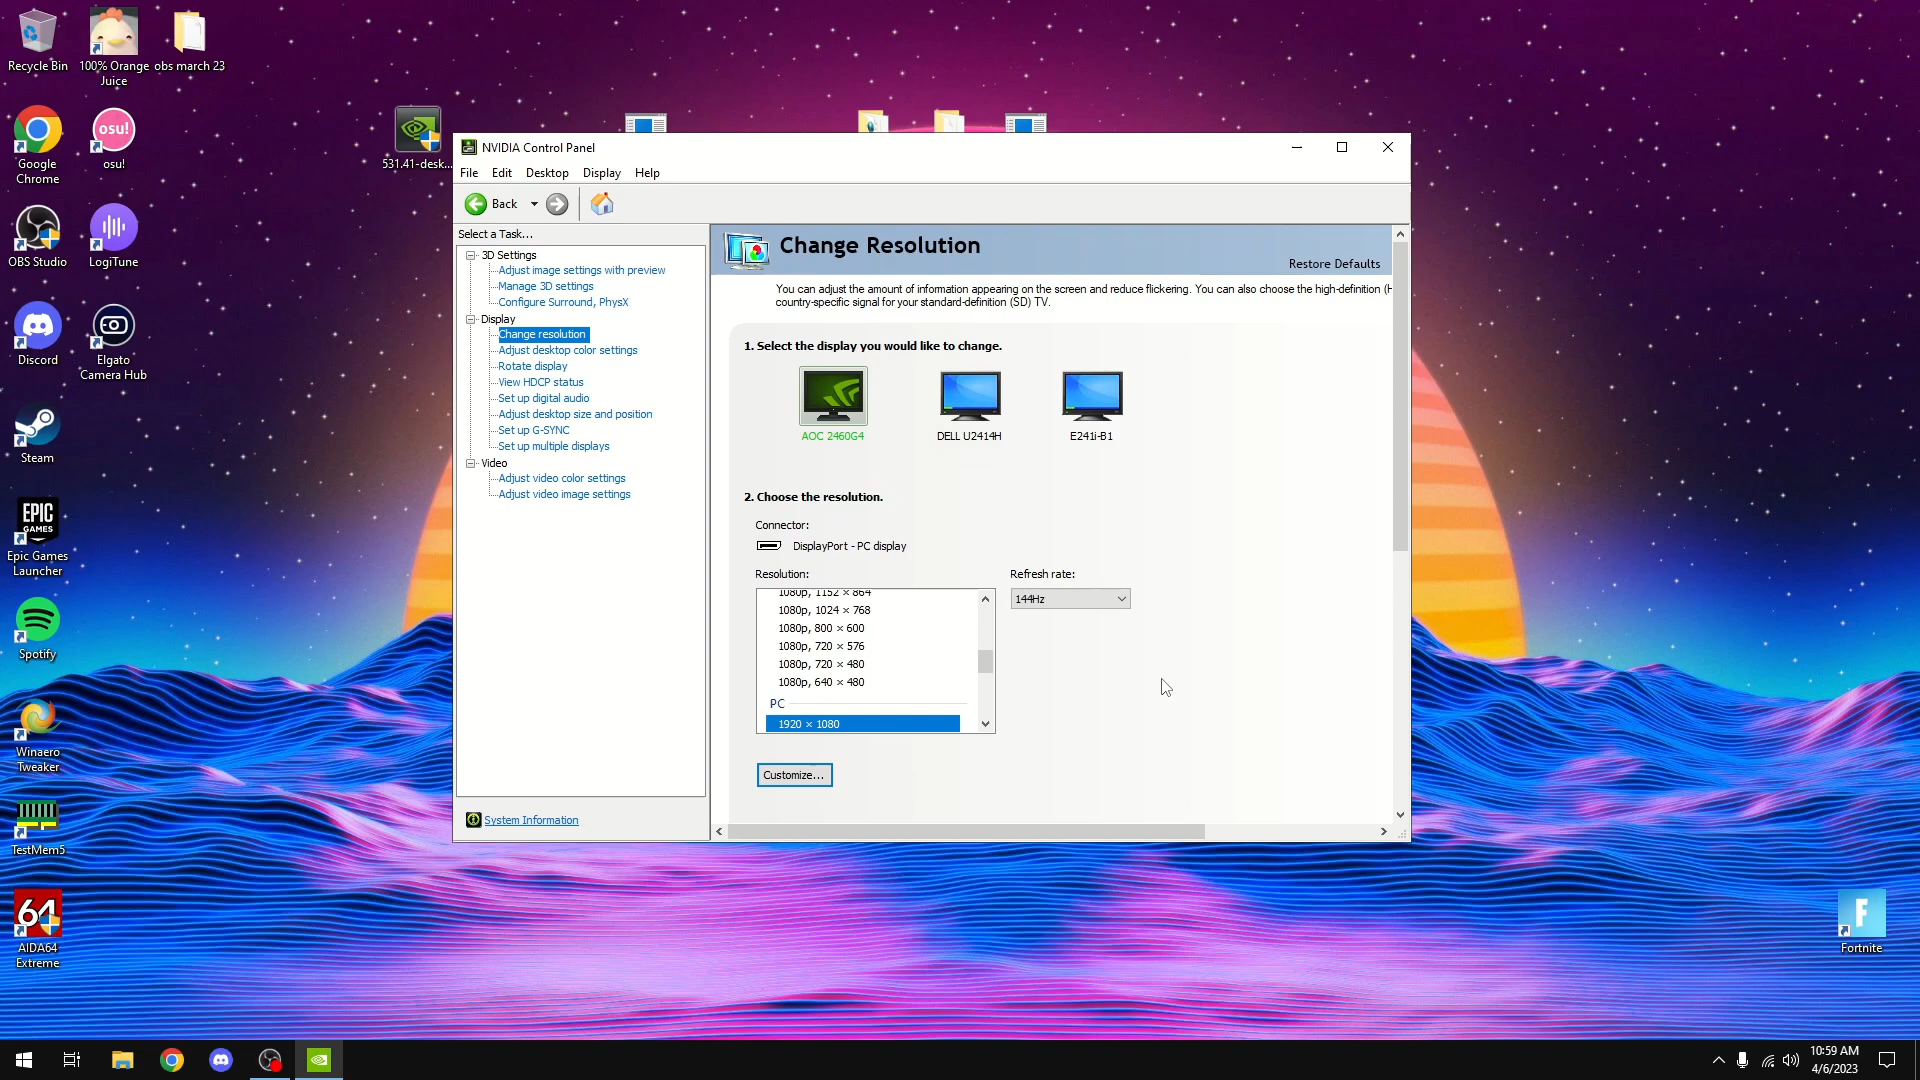 Recycle Bin
100% Orange
Juice
obs march 23
Google
Chrome
osu!
osu!
531.41-desk...
OBS Studio
LogiTune
Discord
Elgato
Camera Hub
Steam
EPIC
GAMES
Epic Games
Launcher
Spotify
Winaero
Tweaker
TestMem5
64
AIDA64
Extreme
F
Fortnite
NVIDIA Control Panel
File Edit Desktop Display Help
Back
Select a Task...
3D Settings
Adjust image settings with preview
Manage 3D settings
Configure Surround, PhysX
Display
Change resolution
Adjust desktop color settings
Rotate display
View HDCP status
Set up digital audio
Adjust desktop size and position
Set up G-SYNC
Set up multiple displays
Video
Adjust video color settings
Adjust video image settings
System Information
Change Resolution
Restore Defaults
You can adjust the amount of information appearing on the screen and reduce flickering. You can also choose the high-definition (H
country-specific signal for your standard-definition (SD) TV.
1. Select the display you would like to change.
AOC 2460G4
DELL U2414H
E241i-B1
2. Choose the resolution.
Connector:
DisplayPort - PC display
Resolution:
Refresh rate:
1080p, 1152 × 864
144Hz
1080p, 1024 × 768
1080p, 800 × 600
1080p, 720 × 576
1080p, 720 × 480
1080p, 640 × 480
PC
1920 × 1080
Customize...
10:59 AM
4/6/2023